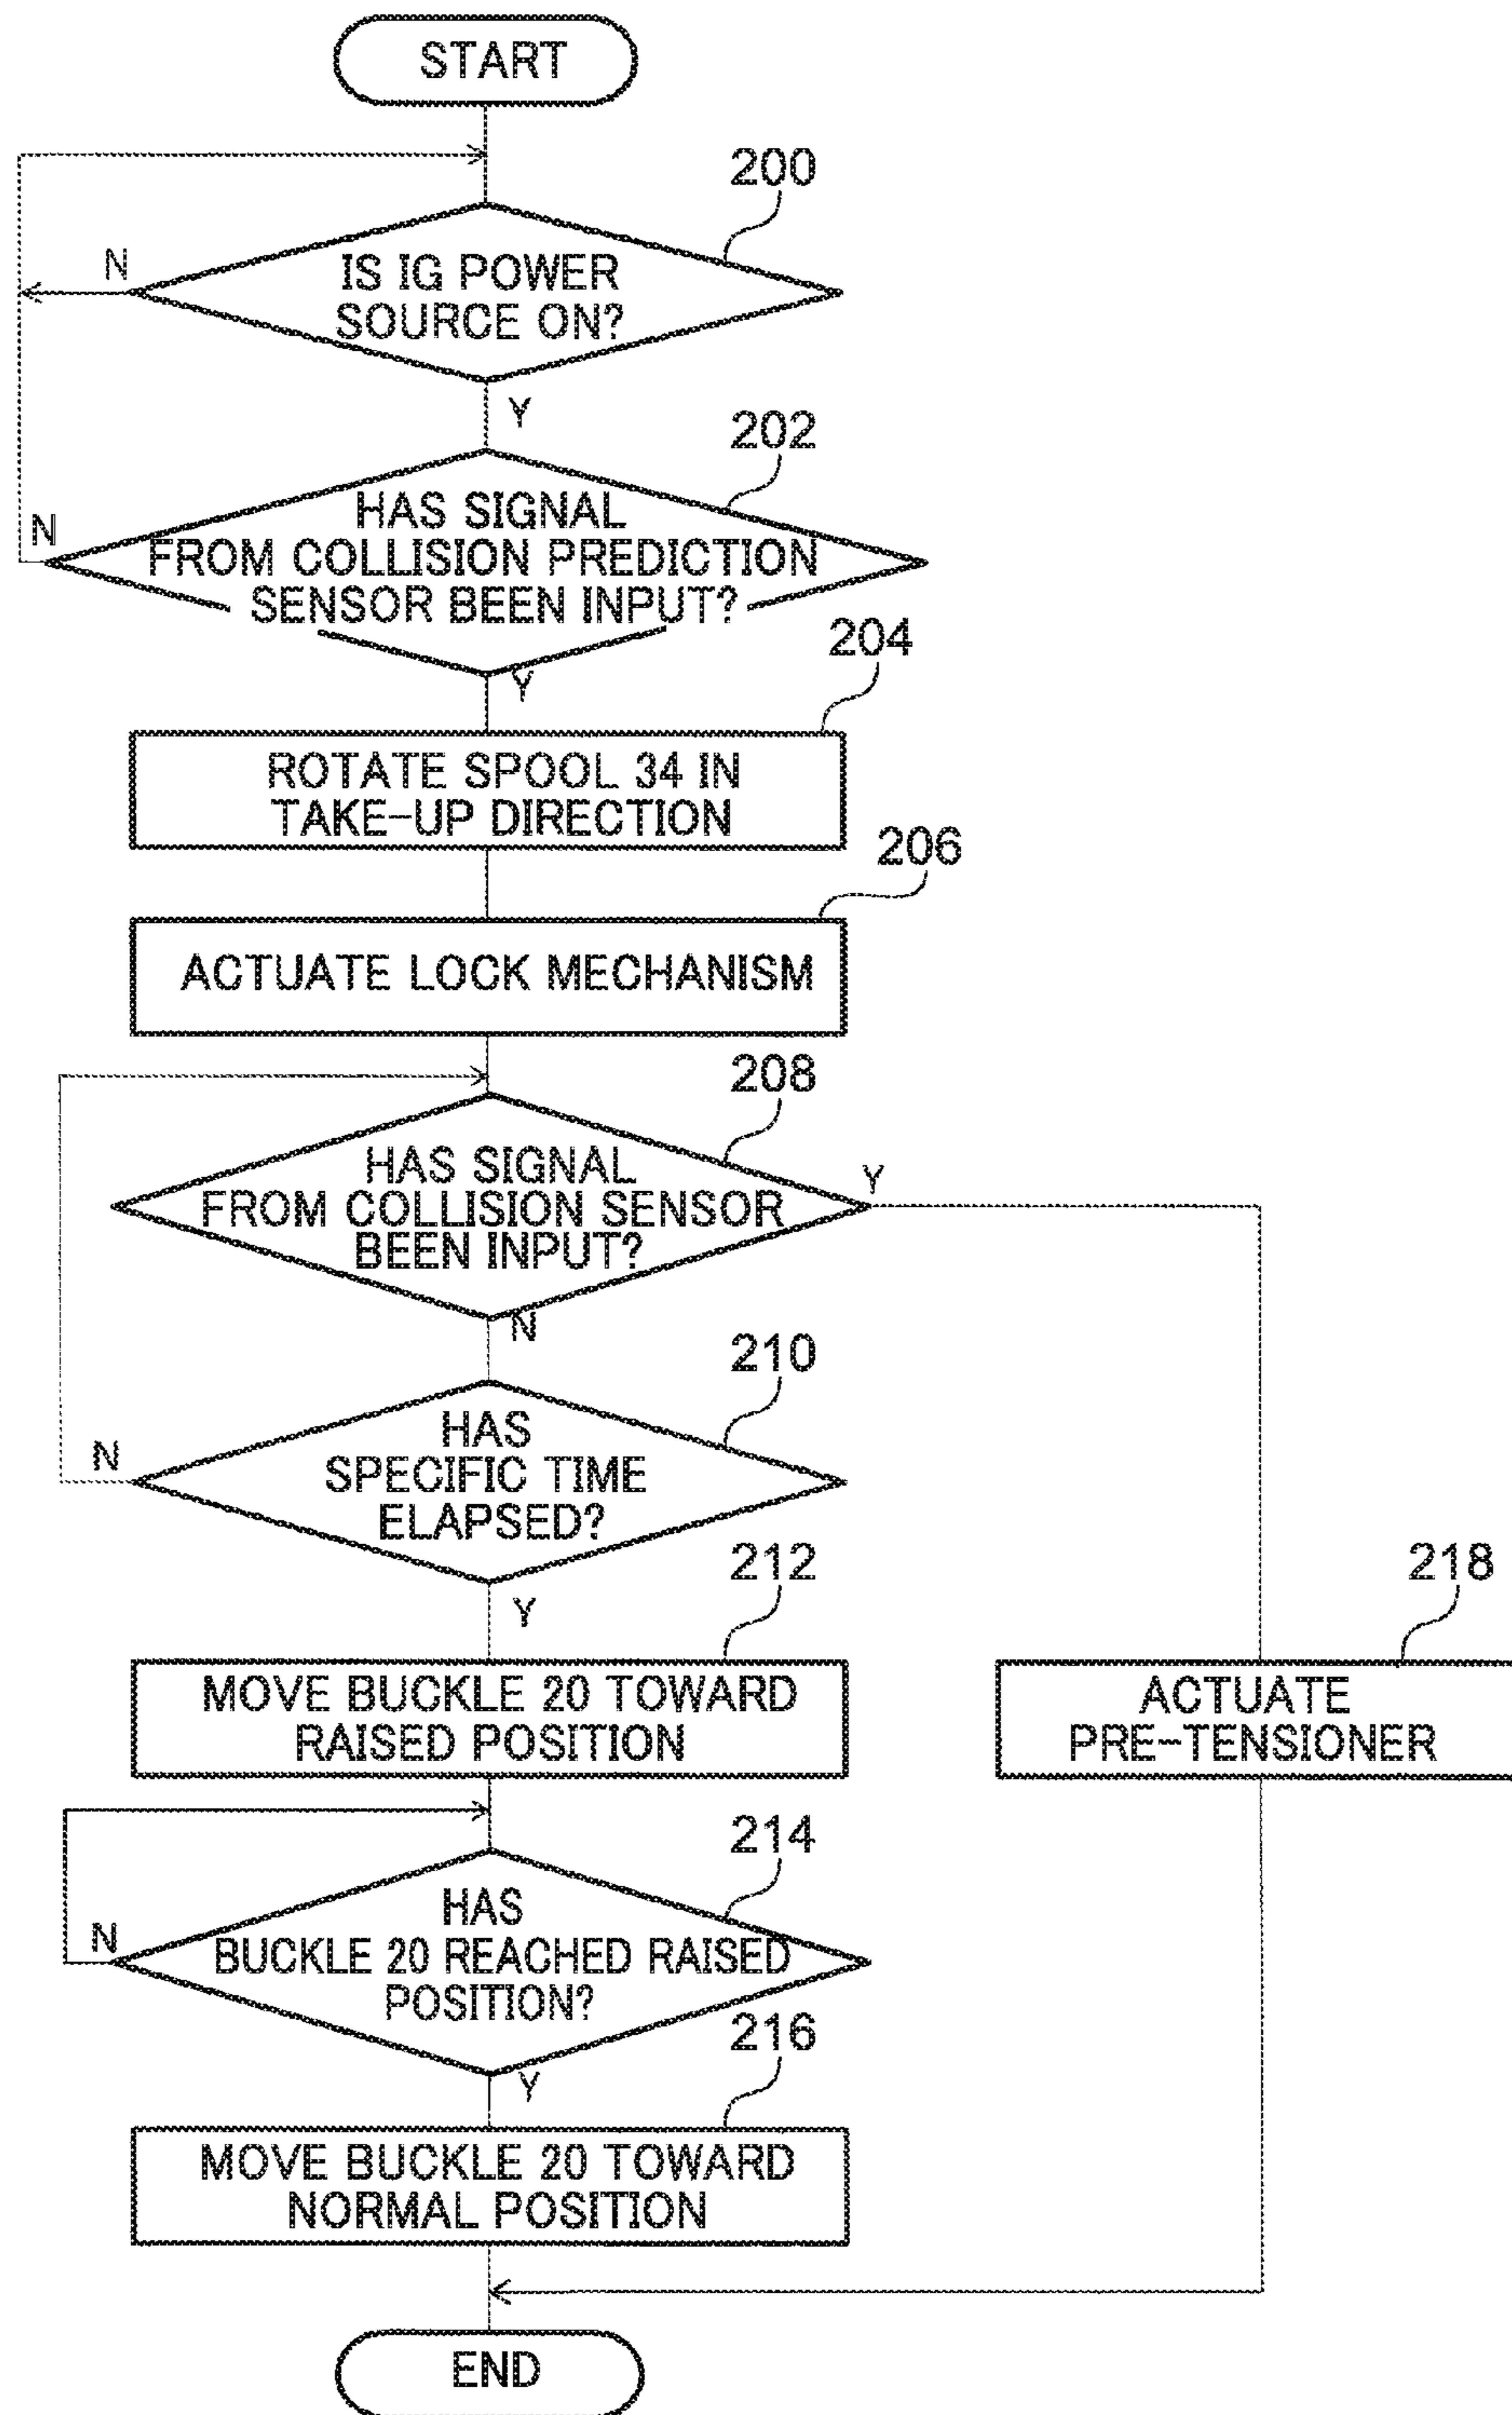 START
200
IS IG POWER
SOURCE ON?
N
Y
202
HAS SIGNAL
FROM COLLISION PREDICTION
SENSOR BEEN INPUT?
N
Y
204
ROTATE SPOOL 34 IN
TAKE-UP DIRECTION
206
ACTUATE LOCK MECHANISM
208
HAS SIGNAL
FROM COLLISION SENSOR
BEEN INPUT?
Y
N
210
HAS
SPECIFIC TIME
ELAPSED?
N
Y
212
MOVE BUCKLE 20 TOWARD
RAISED POSITION
218
ACTUATE
PRE-TENSIONER
214
HAS
BUCKLE 20 REACHED RAISED
POSITION?
N
Y
216
MOVE BUCKLE 20 TOWARD
NORMAL POSITION
END